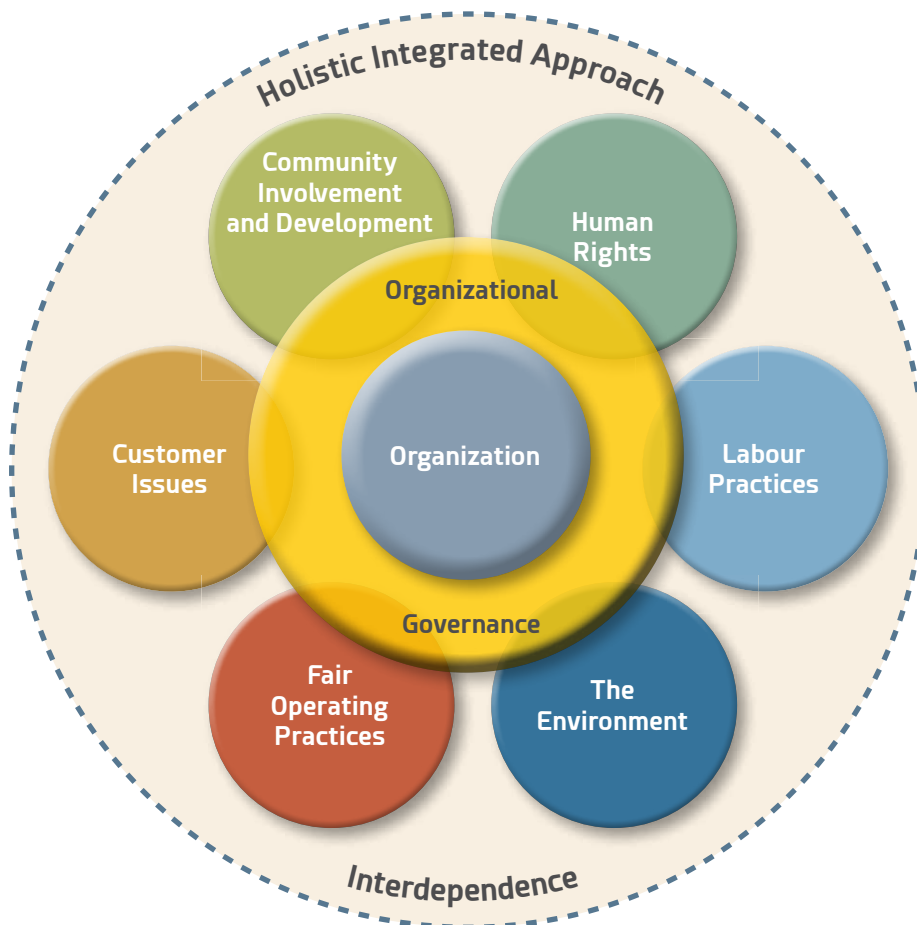 Holistic Integrated Approach
Community
Involvement
and Development
Human
Rights
Organizational
Customer
Issues
Organization
Labour
Practices
Governance
Fair
Operating
Practices
The
Environment
Interdependence